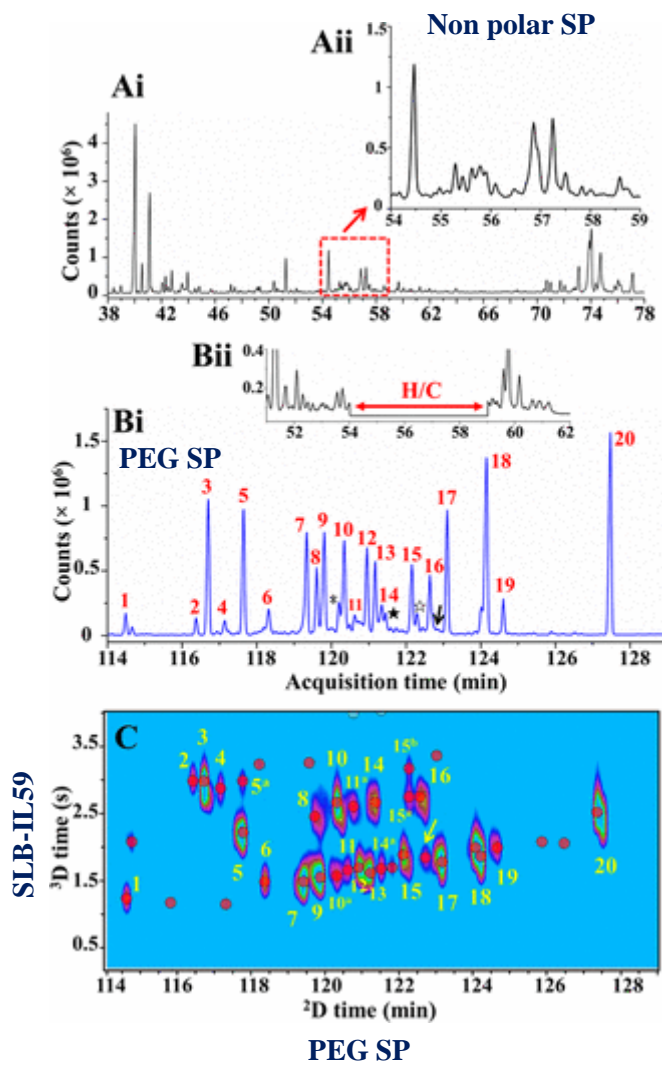 Non polar SP
Aii
Ai
Counts (× 10⁶)
1.5
1
0.5
0
54 55 56 57 58 59
4
3
2
1
0
38 42 46 50 54 58 62 66 70 74 78
Bii
0.4
0.2
H/C
52 54 56 58 60 62
Bi
PEG SP
Counts (× 10⁶)
1.5
1
0.5
0
1 2 3 4 5 6 7 8 9 * 10 11 12 13 14 ★ 15 ☆ 16 17 18 19 20
114 116 118 120 122 124 126 128
Acquisition time (min)
C
SLB-IL59
³D time (s)
3.5
2.5
1.5
0.5
1 2 3 4 5ª 5 6 7 8 9 10 10ª 11ª 11 12 13 14 14ª 15ᵇ 15ª 15 16 17 18 19 20
114 116 118 120 122 124 126 128
²D time (min)
PEG SP